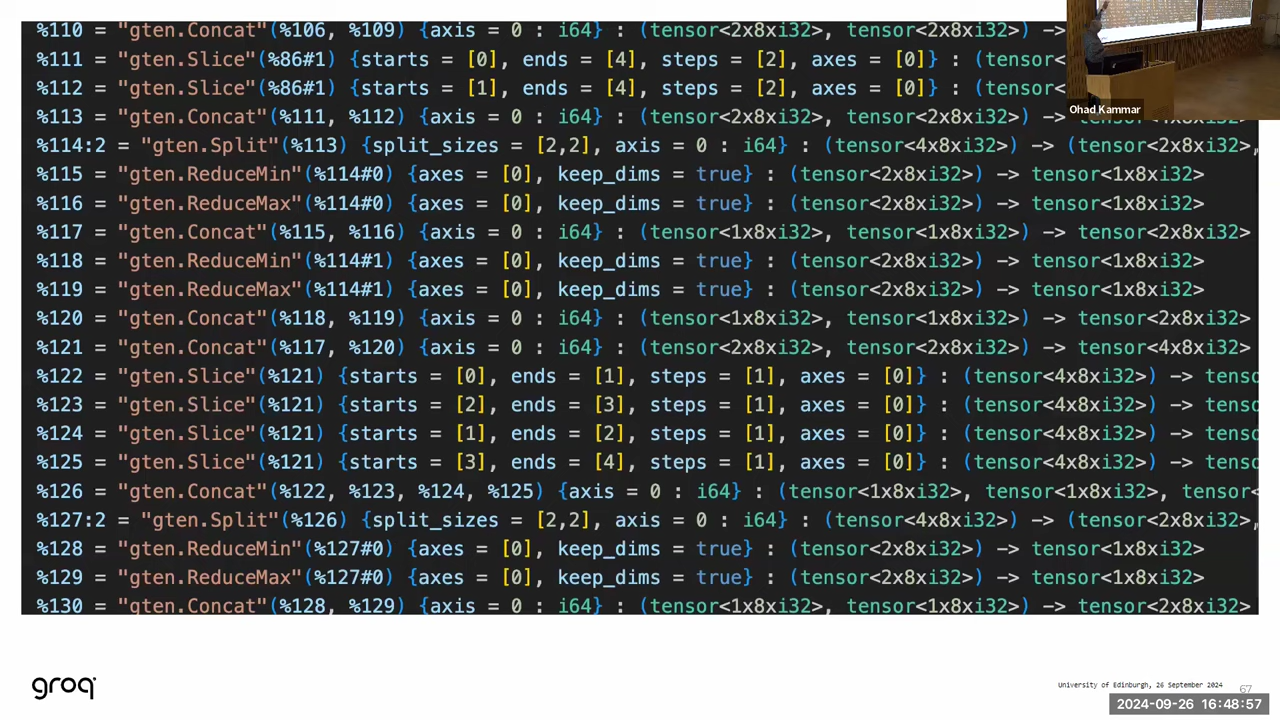 %110 = "gten.Concat"(%106, %109) {axis = 0 : i64} : (tensor<2x8xi32>, tensor<2x8xi32>) ->
%111 = "gten.Slice"(%86#1) {starts = [0], ends = [4], steps = [2], axes = [0]} : (tensor<
%112 = "gten.Slice"(%86#1) {starts = [1], ends = [4], steps = [2], axes = [0]} : (tensor<
Ohad Kammar
%113 = "gten.Concat"(%111, %112) {axis = 0 : i64} : (tensor<2x8xi32>, tensor<2x8xi32>) -> tensor<4x8xi32>
%114:2 = "gten.Split"(%113) {split_sizes = [2,2], axis = 0 : i64} : (tensor<4x8xi32>) -> (tensor<2x8xi32>,
%115 = "gten.ReduceMin"(%114#0) {axes = [0], keep_dims = true} : (tensor<2x8xi32>) -> tensor<1x8xi32>
%116 = "gten.ReduceMax"(%114#0) {axes = [0], keep_dims = true} : (tensor<2x8xi32>) -> tensor<1x8xi32>
%117 = "gten.Concat"(%115, %116) {axis = 0 : i64} : (tensor<1x8xi32>, tensor<1x8xi32>) -> tensor<2x8xi32>
%118 = "gten.ReduceMin"(%114#1) {axes = [0], keep_dims = true} : (tensor<2x8xi32>) -> tensor<1x8xi32>
%119 = "gten.ReduceMax"(%114#1) {axes = [0], keep_dims = true} : (tensor<2x8xi32>) -> tensor<1x8xi32>
%120 = "gten.Concat"(%118, %119) {axis = 0 : i64} : (tensor<1x8xi32>, tensor<1x8xi32>) -> tensor<2x8xi32>
%121 = "gten.Concat"(%117, %120) {axis = 0 : i64} : (tensor<2x8xi32>, tensor<2x8xi32>) -> tensor<4x8xi32>
%122 = "gten.Slice"(%121) {starts = [0], ends = [1], steps = [1], axes = [0]} : (tensor<4x8xi32>) -> tenso
%123 = "gten.Slice"(%121) {starts = [2], ends = [3], steps = [1], axes = [0]} : (tensor<4x8xi32>) -> tenso
%124 = "gten.Slice"(%121) {starts = [1], ends = [2], steps = [1], axes = [0]} : (tensor<4x8xi32>) -> tenso
%125 = "gten.Slice"(%121) {starts = [3], ends = [4], steps = [1], axes = [0]} : (tensor<4x8xi32>) -> tenso
%126 = "gten.Concat"(%122, %123, %124, %125) {axis = 0 : i64} : (tensor<1x8xi32>, tensor<1x8xi32>, tensor<
%127:2 = "gten.Split"(%126) {split_sizes = [2,2], axis = 0 : i64} : (tensor<4x8xi32>) -> (tensor<2x8xi32>,
%128 = "gten.ReduceMin"(%127#0) {axes = [0], keep_dims = true} : (tensor<2x8xi32>) -> tensor<1x8xi32>
%129 = "gten.ReduceMax"(%127#0) {axes = [0], keep_dims = true} : (tensor<2x8xi32>) -> tensor<1x8xi32>
%130 = "gten.Concat"(%128, %129) {axis = 0 : i64} : (tensor<1x8xi32>, tensor<1x8xi32>) -> tensor<2x8xi32>
groq
University of Edinburgh, 26 September 2024
67
2024-09-26 16:48:57